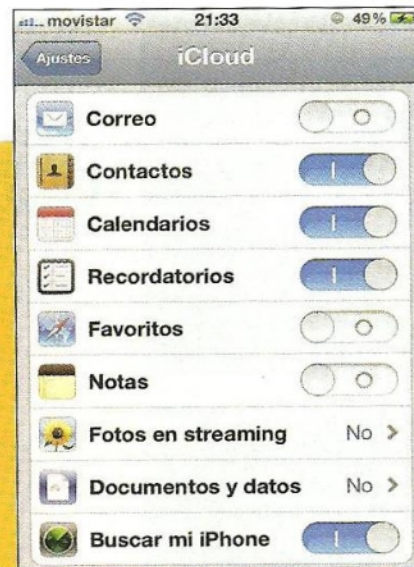 movistar 21:33 49%
Ajustes iCloud
Correo
Contactos
Calendarios
Recordatorios
Favoritos
Notas
Fotos en streaming No >
Documentos y datos No >
Buscar mi iPhone